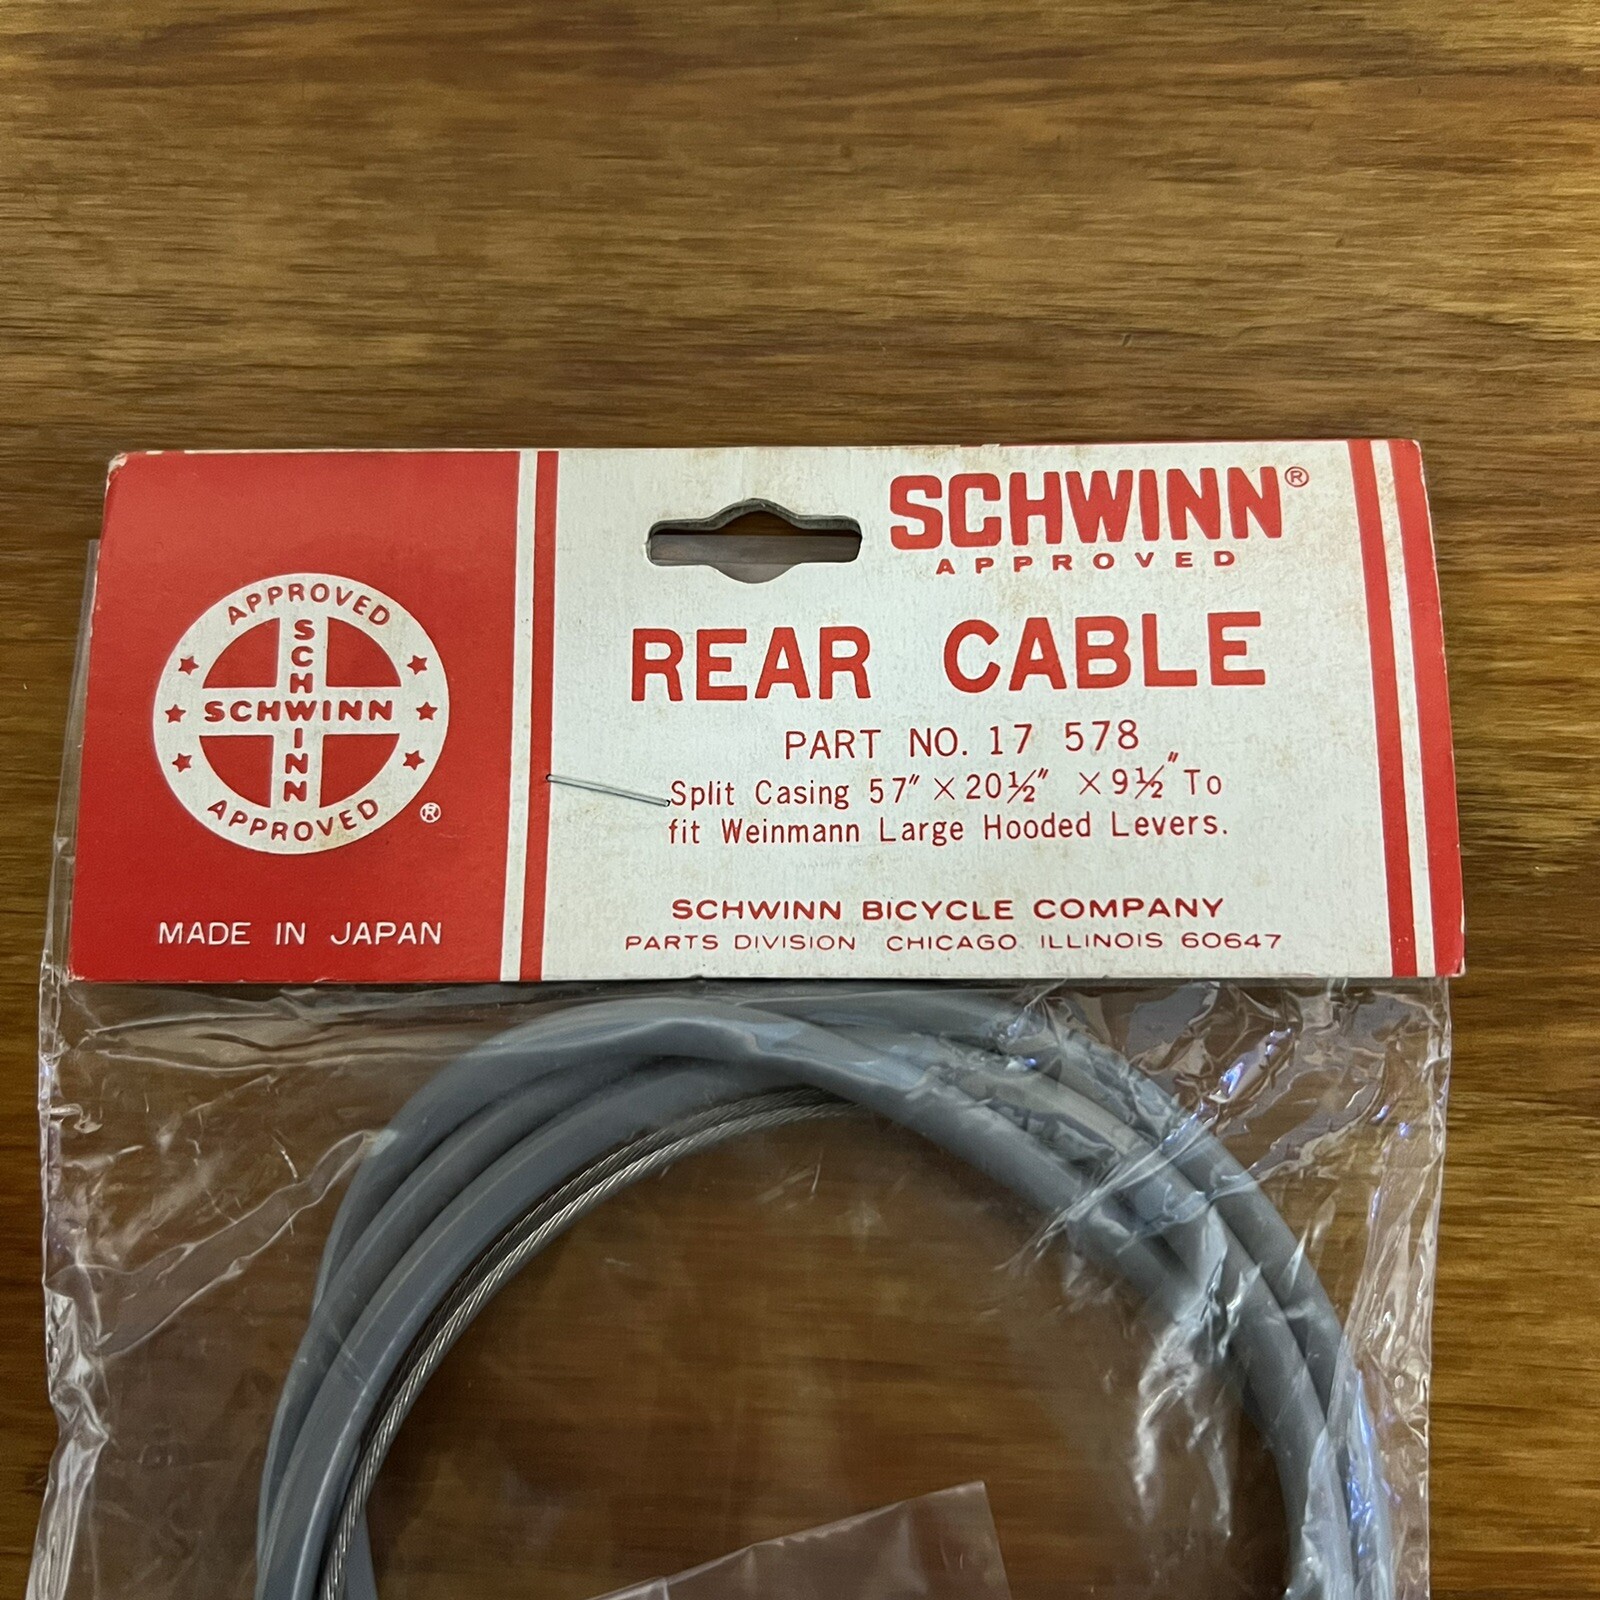 APPROVED
SCHWINN
SCHWINN
APPROVED
®
MADE IN JAPAN
SCHWINN®
APPROVED
REAR CABLE
PART NO. 17 578
Split Casing 57" × 20½" × 9½" To
fit Weinmann Large Hooded Levers.
SCHWINN BICYCLE COMPANY
PARTS DIVISION CHICAGO, ILLINOIS 60647